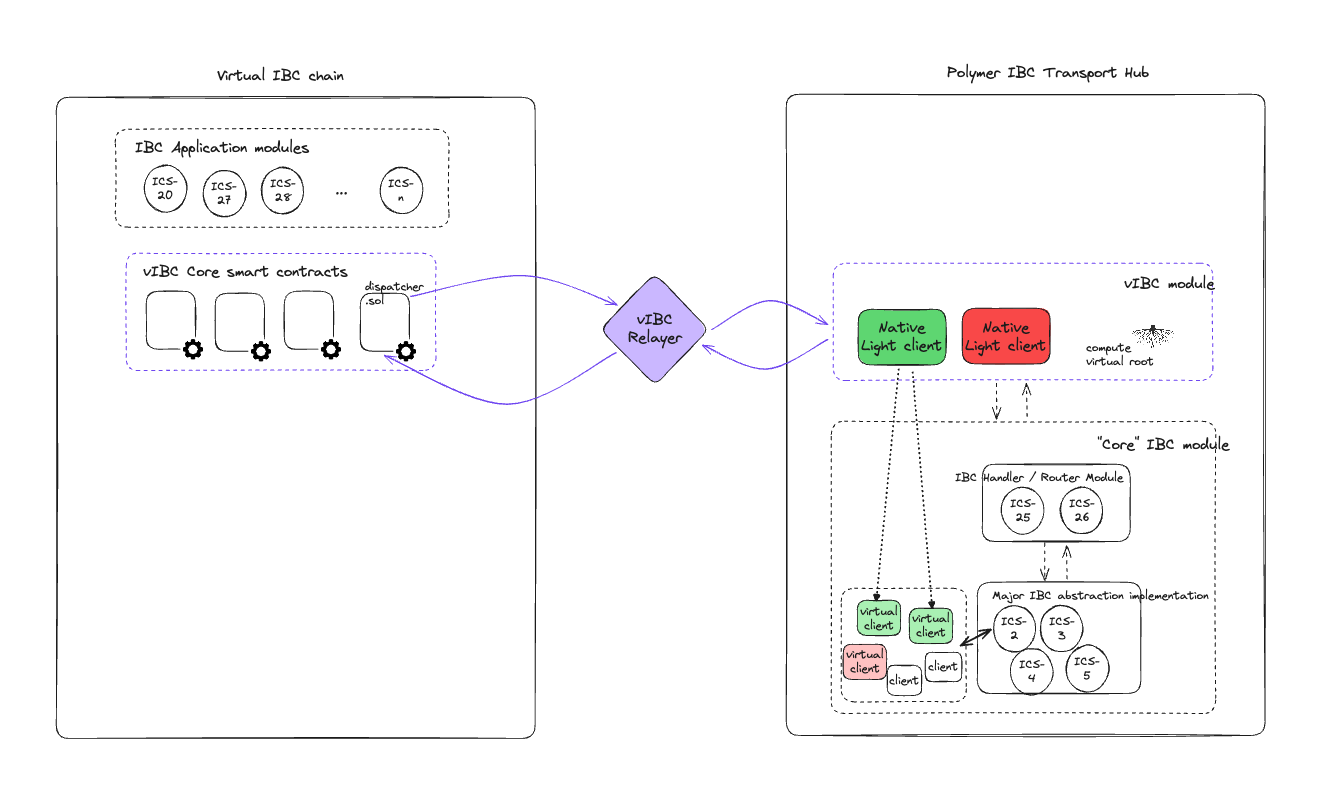 Virtual IBC chain
IBC Application modules
ICS-
20
ICS-
27
ICS-
28
...
ICS-
n
vIBC Core smart contracts
dispatcher
.sol
vIBC
Relayer
Polymer IBC Transport Hub
vIBC module
Native
Light client
Native
Light client
compute
virtual root
"Core" IBC module
IBC Handler / Router Module
ICS-
25
ICS-
26
Major IBC abstraction implementation
ICS-
2
ICS-
3
ICS-
4
ICS-
5
virtual
client
virtual
client
virtual
client
client
client